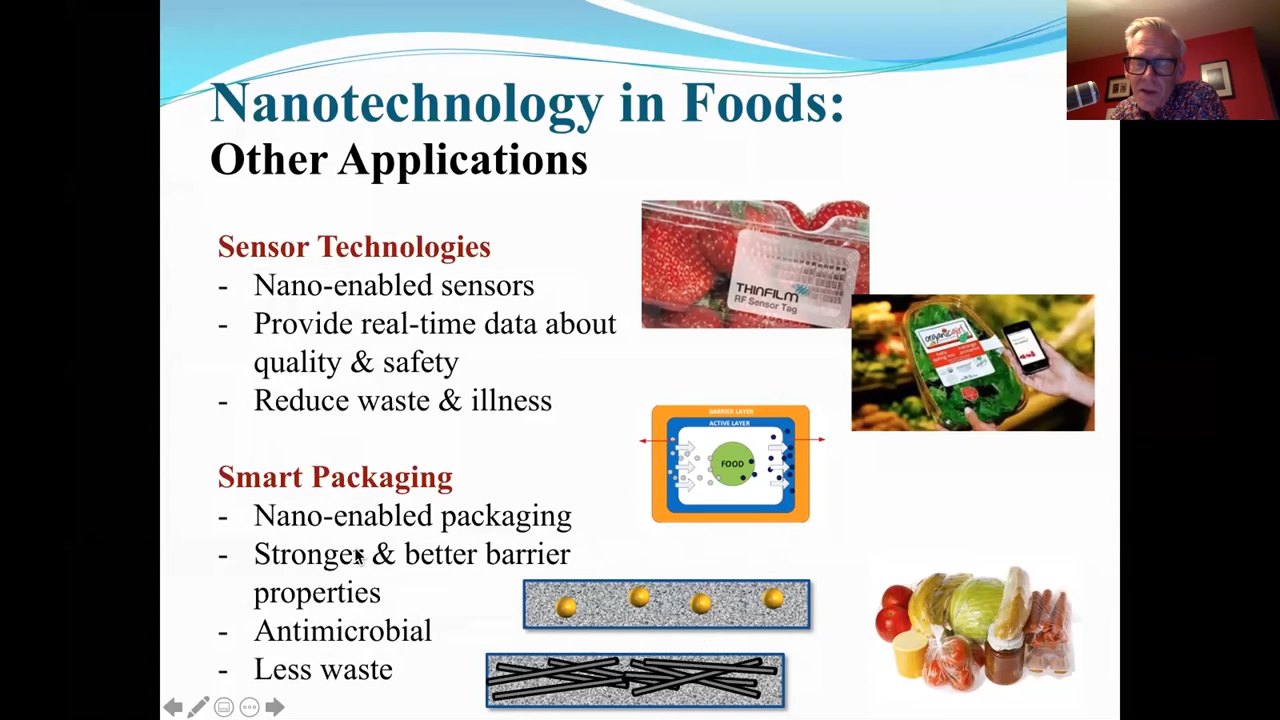 Nanotechnology in Foods:
Other Applications
Sensor Technologies
- Nano-enabled sensors
- Provide real-time data about
quality & safety
- Reduce waste & illness
THINFILM
RF Sensor Tag
organicgirl
BARRIER LAYER
ACTIVE LAYER
FOOD
Smart Packaging
- Nano-enabled packaging
- Stronger & better barrier
properties
- Antimicrobial
- Less waste